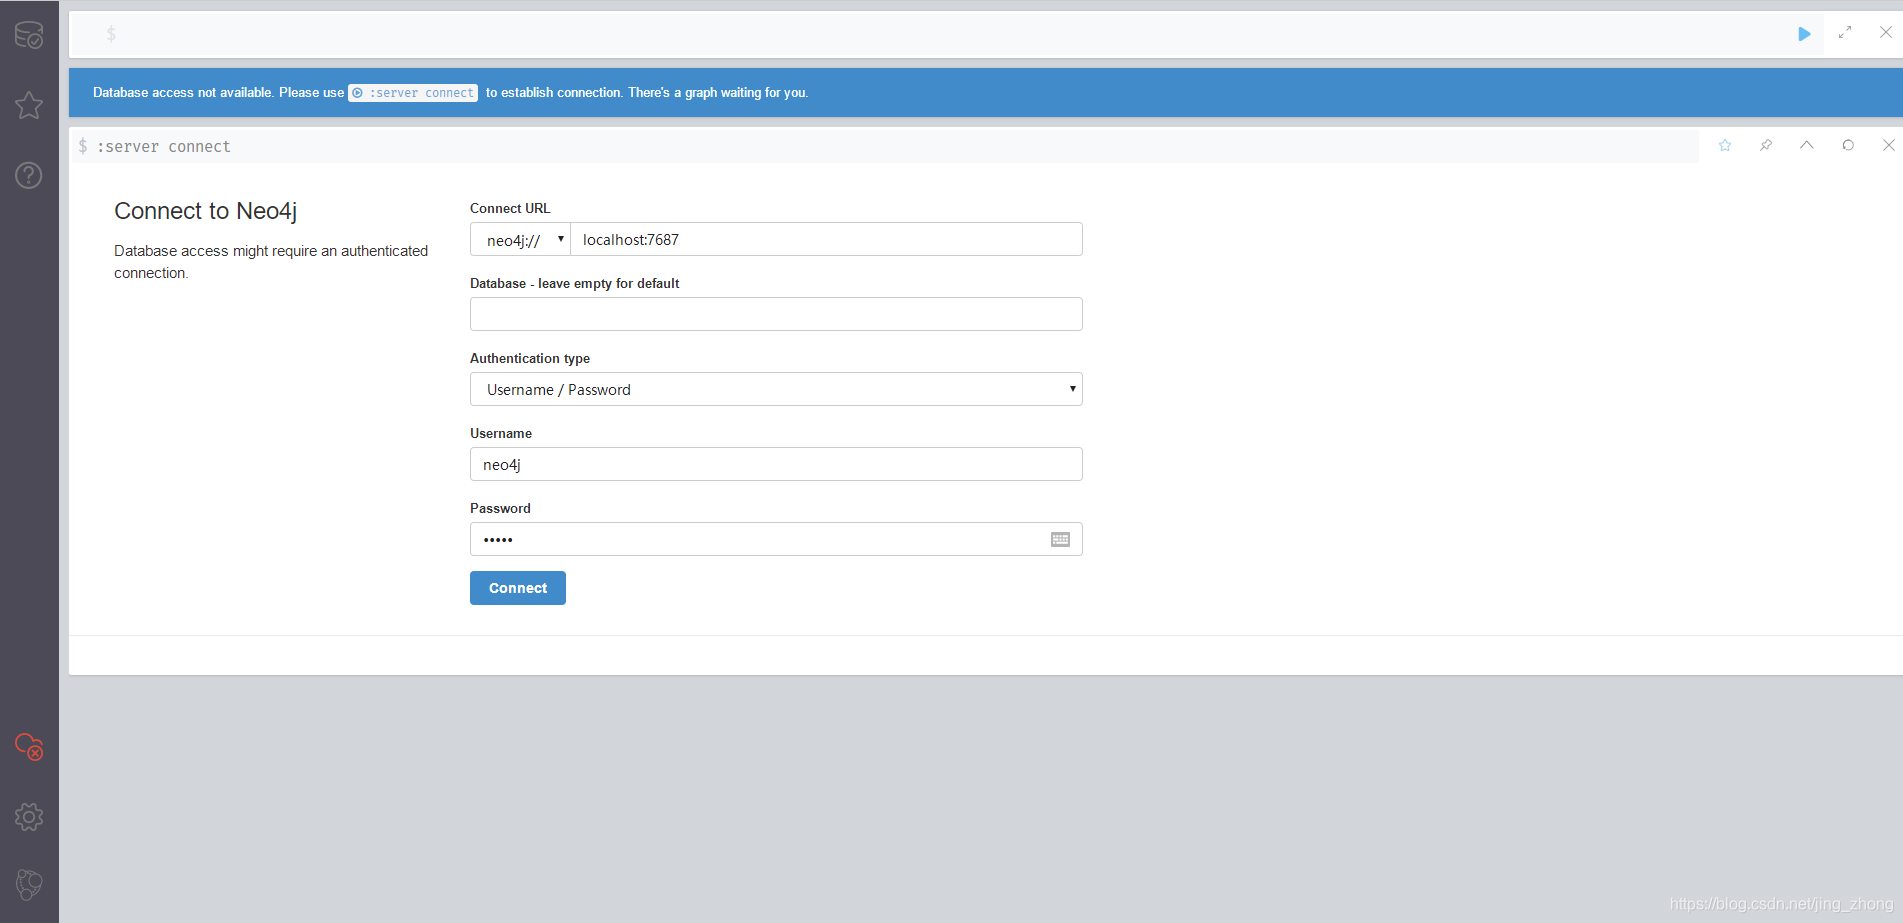 $
Database access not available. Please use :server connect to establish connection. There's a graph waiting for you.
$ :server connect
Connect to Neo4j
Database access might require an authenticated
connection.
Connect URL
neo4j:// localhost:7687
Database - leave empty for default
Authentication type
Username / Password
Username
neo4j
Password
•••••
Connect
https://blog.csdn.net/jing_zhong